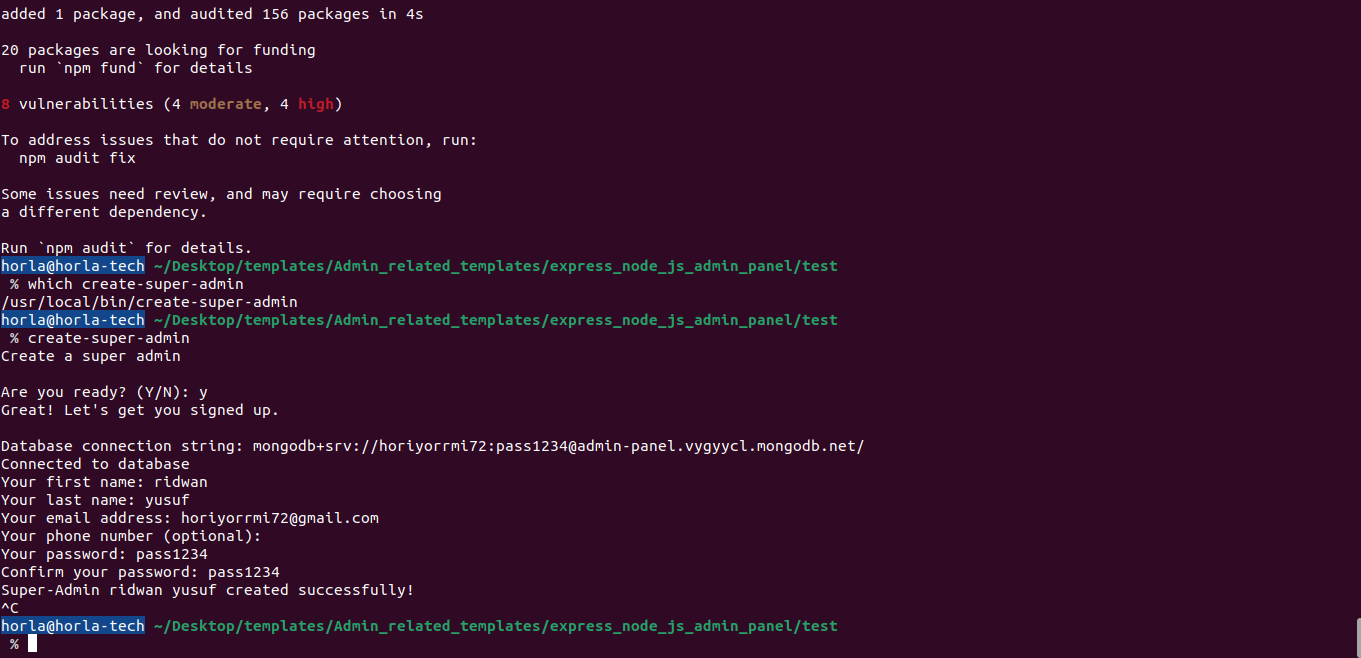 added 1 package, and audited 156 packages in 4s
20 packages are looking for funding
  run `npm fund` for details
8 vulnerabilities (4 moderate, 4 high)
To address issues that do not require attention, run:
  npm audit fix
Some issues need review, and may require choosing
a different dependency.
Run `npm audit` for details.
horla@horla-tech ~/Desktop/templates/Admin_related_templates/express_node_js_admin_panel/test
 % which create-super-admin
/usr/local/bin/create-super-admin
horla@horla-tech ~/Desktop/templates/Admin_related_templates/express_node_js_admin_panel/test
 % create-super-admin
Create a super admin
Are you ready? (Y/N): y
Great! Let's get you signed up.
Database connection string: mongodb+srv://horiyorrmi72:pass1234@admin-panel.vygyycl.mongodb.net/
Connected to database
Your first name: ridwan
Your last name: yusuf
Your email address: horiyorrmi72@gmail.com
Your phone number (optional):
Your password: pass1234
Confirm your password: pass1234
Super-Admin ridwan yusuf created successfully!
^C
horla@horla-tech ~/Desktop/templates/Admin_related_templates/express_node_js_admin_panel/test
 %